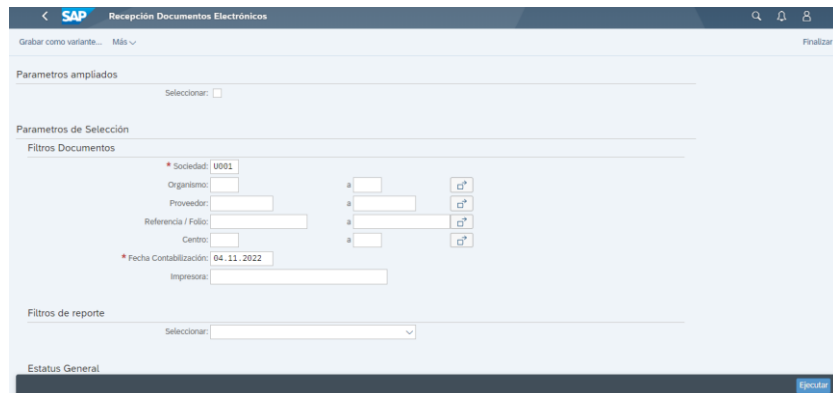 SAP Recepción Documentos Electrónicos
Grabar como variante... Más Finalizar
Parametros ampliados
Seleccionar:
Parametros de Selección
Filtros Documentos
* Sociedad: U001
Organismo: a
Proveedor: a
Referencia / Folio: a
Centro: a
* Fecha Contabilización: 04.11.2022
Impresora:
Filtros de reporte
Seleccionar:
Estatus General
Ejecutar